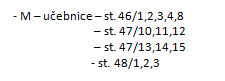 - M – učebnice – st. 46/1,2,3,4,8
– st. 47/10,11,12
– st. 47/13,14,15
- st. 48/1,2,3